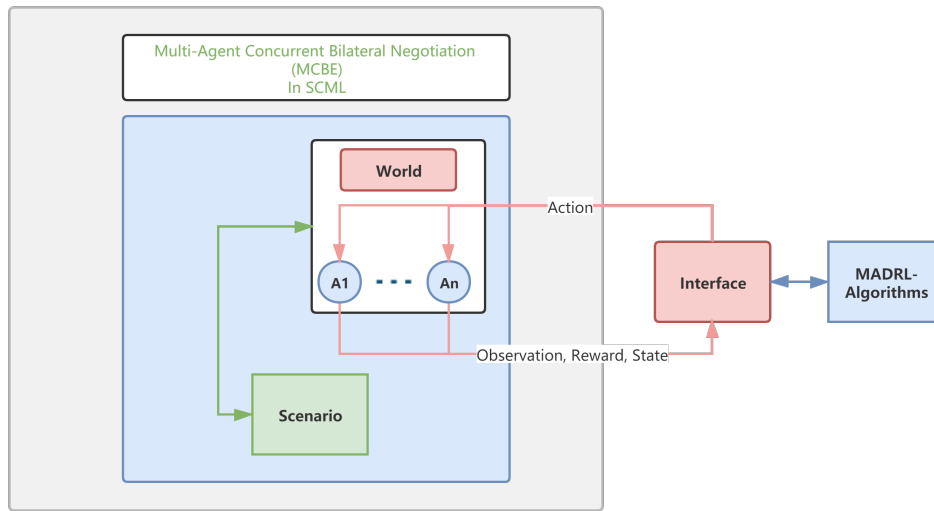 Multi-Agent Concurrent Bilateral Negotiation
(MCBE)
In SCML
World
Action
A1
An
Interface
MADRL-
Algorithms
Observation, Reward, State
Scenario